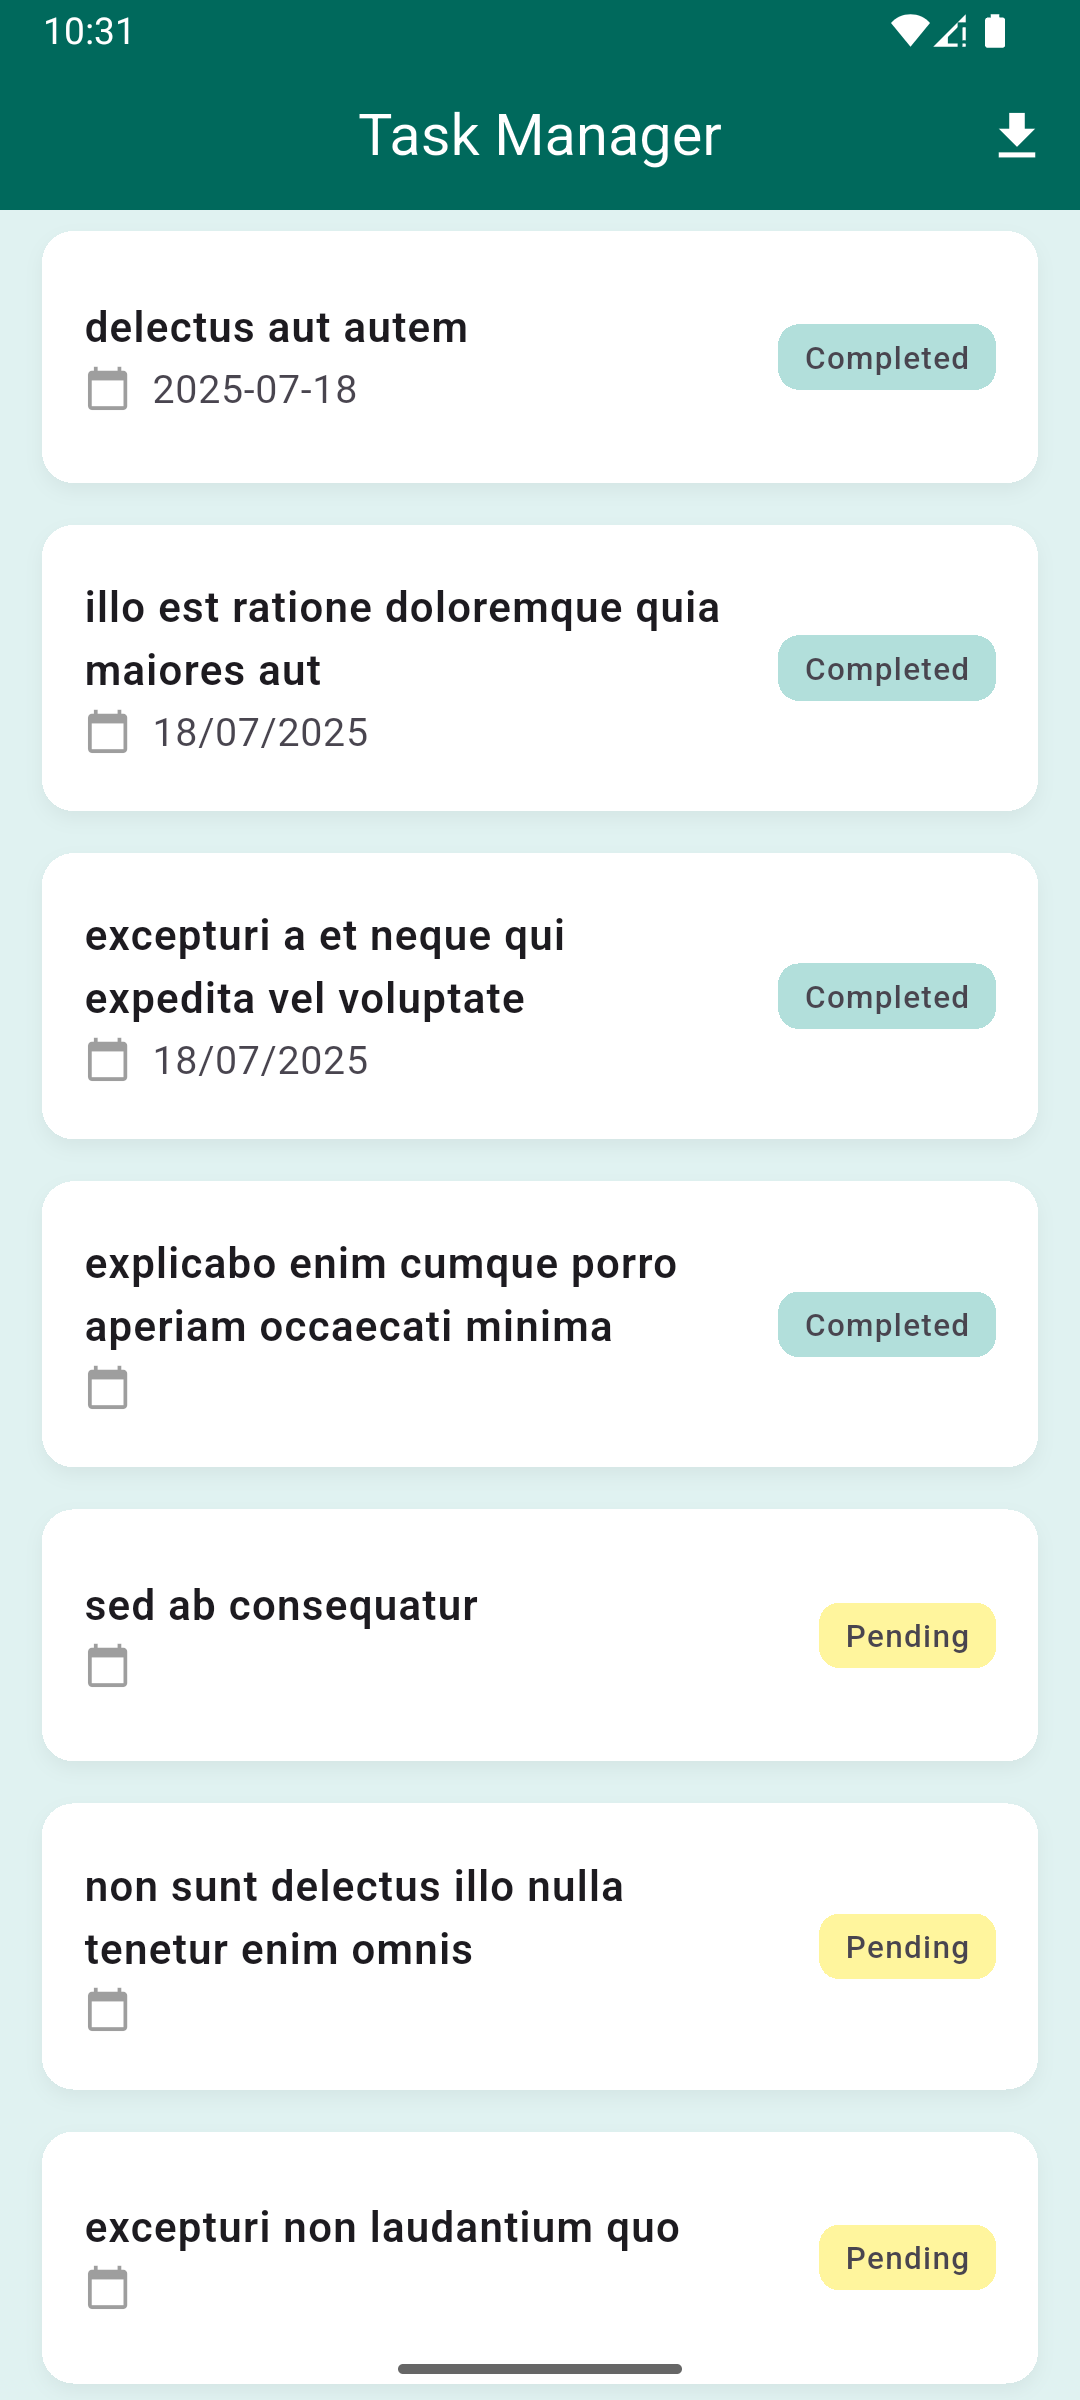 10:31
Task Manager
delectus aut autem
2025-07-18
Completed
illo est ratione doloremque quia
maiores aut
18/07/2025
Completed
excepturi a et neque qui
expedita vel voluptate
18/07/2025
Completed
explicabo enim cumque porro
aperiam occaecati minima
Completed
sed ab consequatur
Pending
non sunt delectus illo nulla
tenetur enim omnis
Pending
excepturi non laudantium quo
Pending